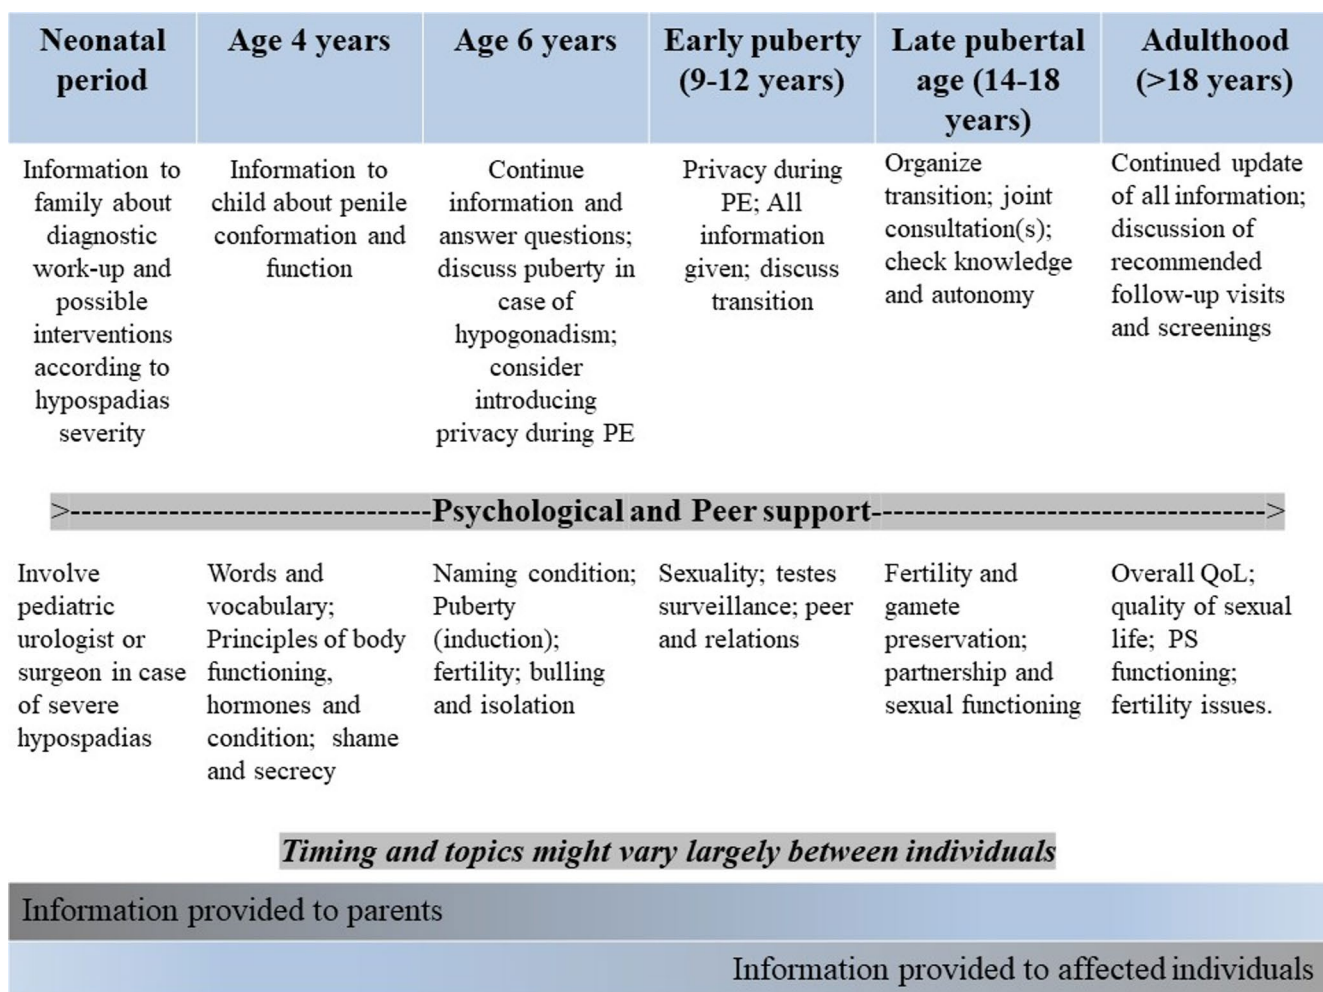 Neonatal
period
Age 4 years
Age 6 years
Early puberty
(9-12 years)
Late pubertal
age (14-18
years)
Adulthood
(>18 years)
Information to
family about
diagnostic
work-up and
possible
interventions
according to
hypospadias
severity
Information to
child about penile
conformation and
function
Continue
information and
answer questions;
discuss puberty in
case of
hypogonadism;
consider
introducing
privacy during PE
Privacy during
PE; All
information
given; discuss
transition
Organize
transition; joint
consultation(s);
check knowledge
and autonomy
Continued update
of all information;
discussion of
recommended
follow-up visits
and screenings
>---------------------------------Psychological and Peer support------------------------------------->
Involve
pediatric
urologist or
surgeon in case
of severe
hypospadias
Words and
vocabulary;
Principles of body
functioning,
hormones and
condition; shame
and secrecy
Naming condition;
Puberty
(induction);
fertility; bulling
and isolation
Sexuality; testes
surveillance; peer
and relations
Fertility and
gamete
preservation;
partnership and
sexual functioning
Overall QoL;
quality of sexual
life; PS
functioning;
fertility issues.
Timing and topics might vary largely between individuals
Information provided to parents
Information provided to affected individuals